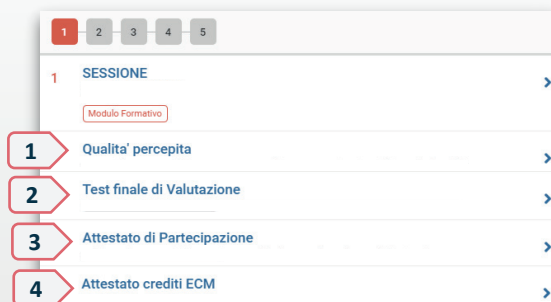 1 2 3 4 5
1 SESSIONE
Modulo Formativo
1 Qualita' percepita
2 Test finale di Valutazione
3 Attestato di Partecipazione
4 Attestato crediti ECM